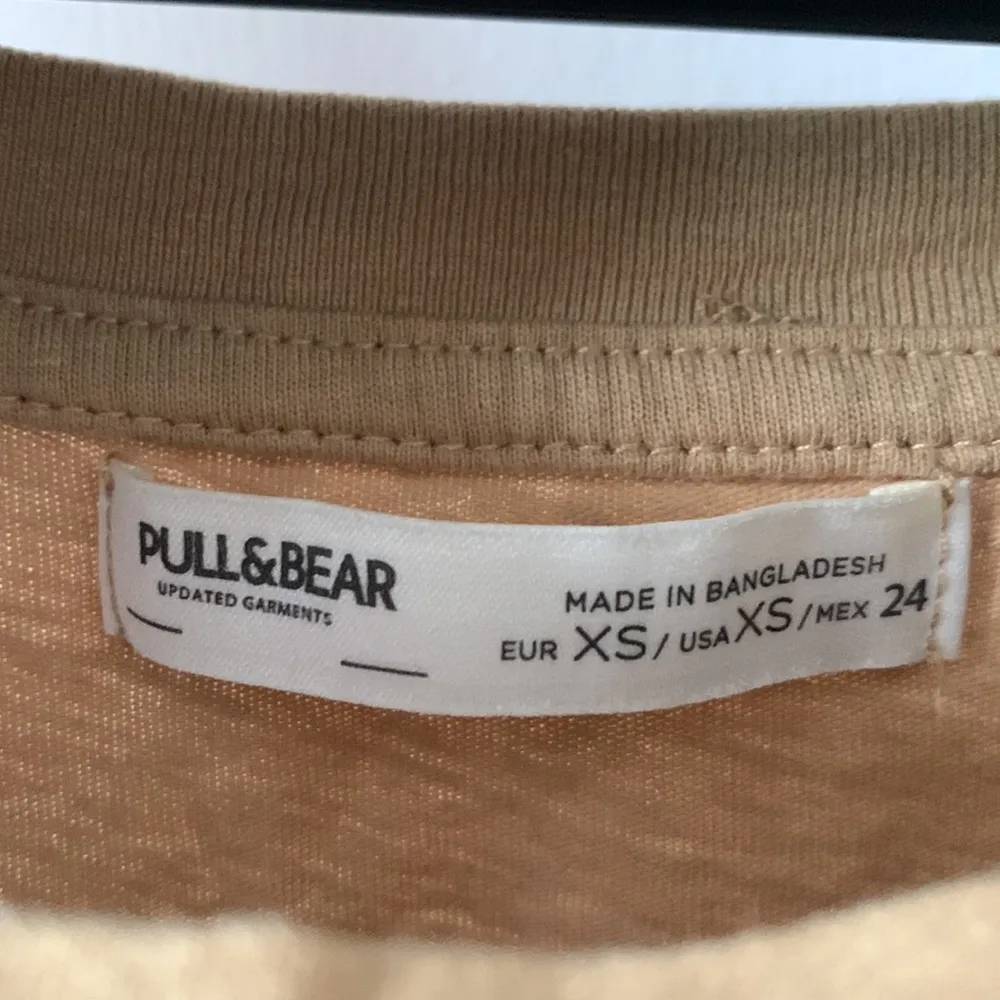 PULL&BEAR
UPDATED GARMENTS
MADE IN BANGLADESH
EUR XS / USA XS / MEX 24